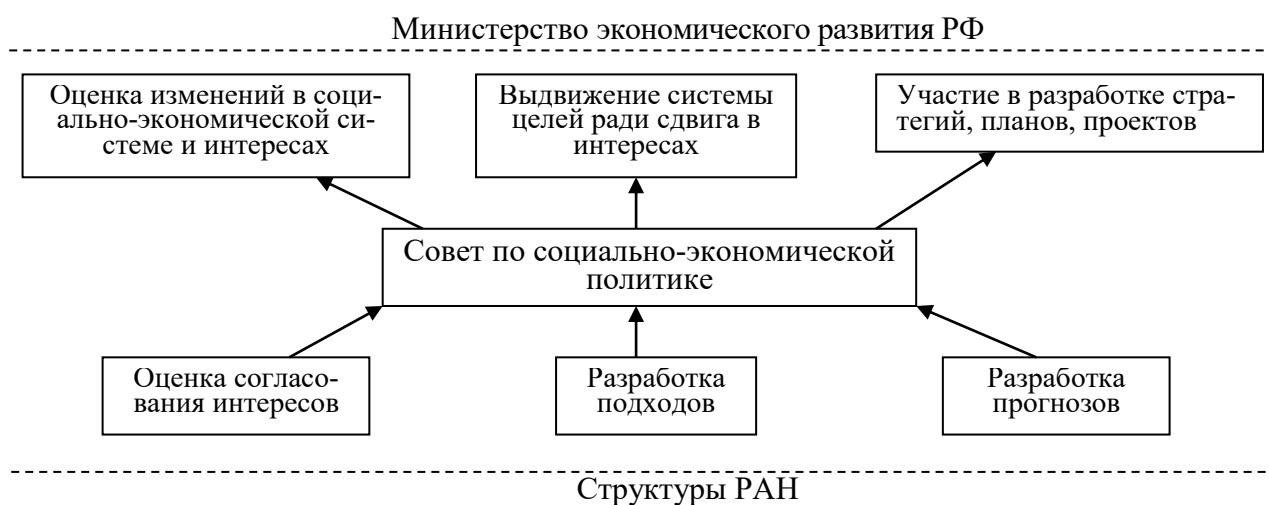 Министерство экономического развития РФ
Оценка изменений в соци-
ально-экономической си-
стеме и интересах
Выдвижение системы
целей ради сдвига в
интересах
Участие в разработке стра-
тегий, планов, проектов
Совет по социально-экономической
политике
Оценка согласо-
вания интересов
Разработка
подходов
Разработка
прогнозов
Структуры РАН